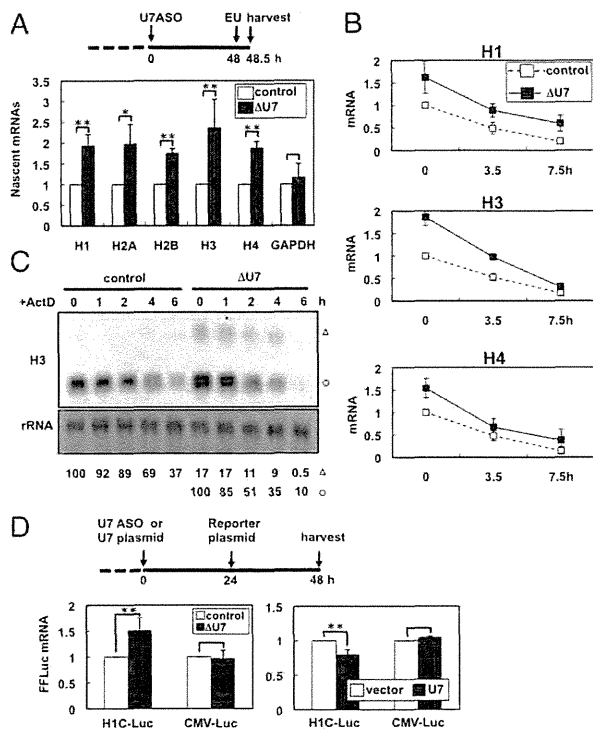 A
U7ASO
EU harvest
0
48 48.5 h
Nascent mRNAs
3.5
3
2.5
2
1.5
1
0.5
control
ΔU7
** * ** ** **
H1 H2A H2B H3 H4 GAPDH
B
H1
mRNA
2
1.5
1
0.5
0
control
ΔU7
0 3.5 7.5h
H3
mRNA
2
1.5
1
0.5
0
0 3.5 7.5h
H4
mRNA
2
1.5
1
0.5
0
0 3.5 7.5h
C
control ΔU7
+ActD 0 1 2 4 6 0 1 2 4 6 h
H3
△
○
rRNA
100 92 89 69 37 17 17 11 9 0.5 △
100 85 51 35 10 ○
D
U7 ASO or
U7 plasmid
Reporter
plasmid
harvest
0 24 48 h
FFLuc mRNA
2
1.5
1
0.5
0
**
control
ΔU7
H1C-Luc CMV-Luc
1.5
1
0.5
0
**
vector U7
H1C-Luc CMV-Luc